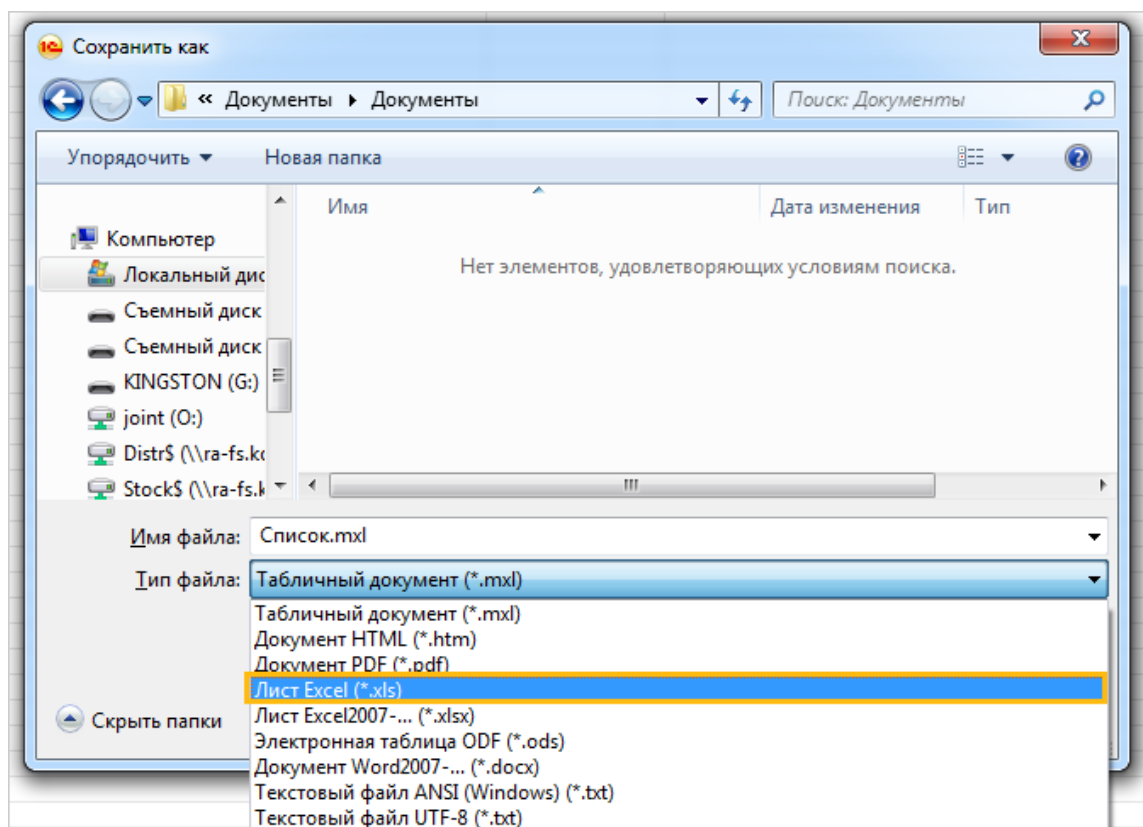 Сохранить как
« Документы Документы
Поиск: Документы
Упорядочить Новая папка
Имя Дата изменения Тип
Нет элементов, удовлетворяющих условиям поиска.
Компьютер
Локальный дис
Съемный диск
Съемный диск
KINGSTON (G:)
joint (O:)
Distr$ (\\ra-fs.kc
Stock$ (\\ra-fs.k
Имя файла: Список.mxl
Тип файла: Табличный документ (*.mxl)
Табличный документ (*.mxl)
Документ HTML (*.htm)
Документ PDF (*.pdf)
Лист Excel (*.xls)
Лист Excel2007-... (*.xlsx)
Электронная таблица ODF (*.ods)
Документ Word2007-... (*.docx)
Текстовый файл ANSI (Windows) (*.txt)
Текстовый файл UTF-8 (*.txt)
Скрыть папки